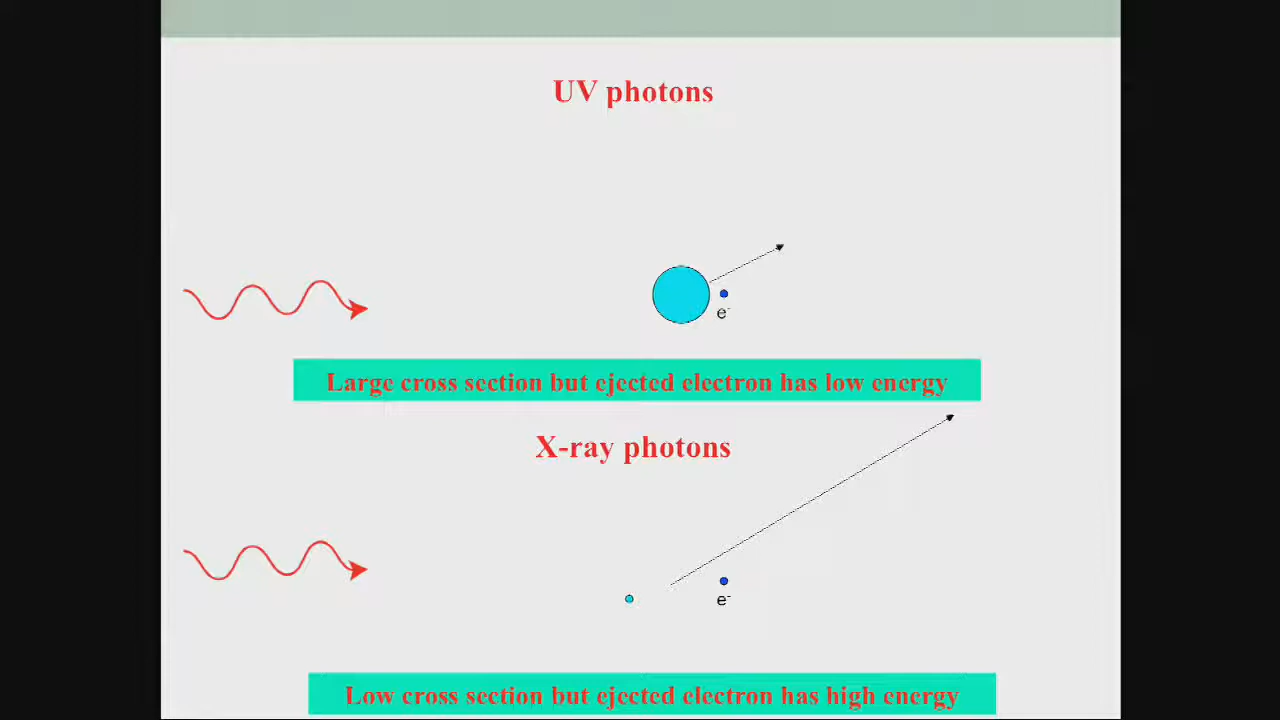 UV photons
e⁻
Large cross section but ejected electron has low energy
X-ray photons
e⁻
Low cross section but ejected electron has high energy